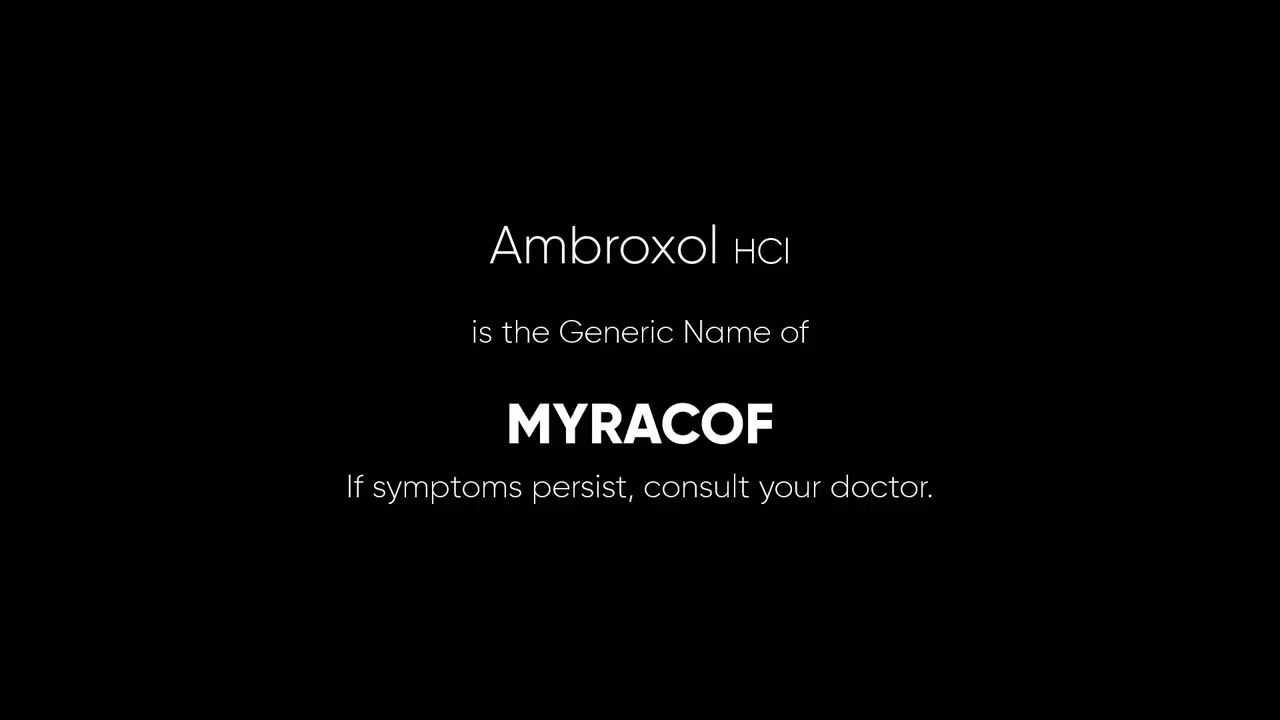 Ambroxol HCl
is the Generic Name of
MYRACOF
If symptoms persist, consult your doctor.